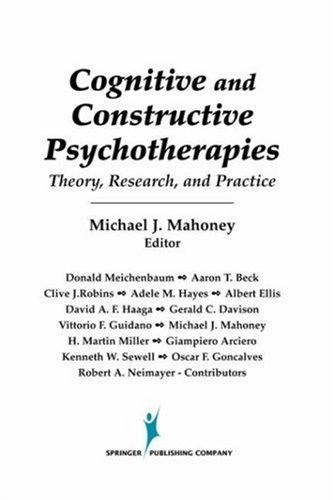 Cognitive and
Constructive
Psychotherapies
Theory, Research, and Practice
Michael J. Mahoney
Editor
Donald Meichenbaum ➺ Aaron T. Beck
Clive J.Robins ➺ Adele M. Hayes ➺ Albert Ellis
David A. F. Haaga ➺ Gerald C. Davison
Vittorio F. Guidano ➺ Michael J. Mahoney
H. Martin Miller ➺ Giampiero Arciero
Kenneth W. Sewell ➺ Oscar F. Goncalves
Robert A. Neimayer - Contributors
SPRINGER PUBLISHING COMPANY